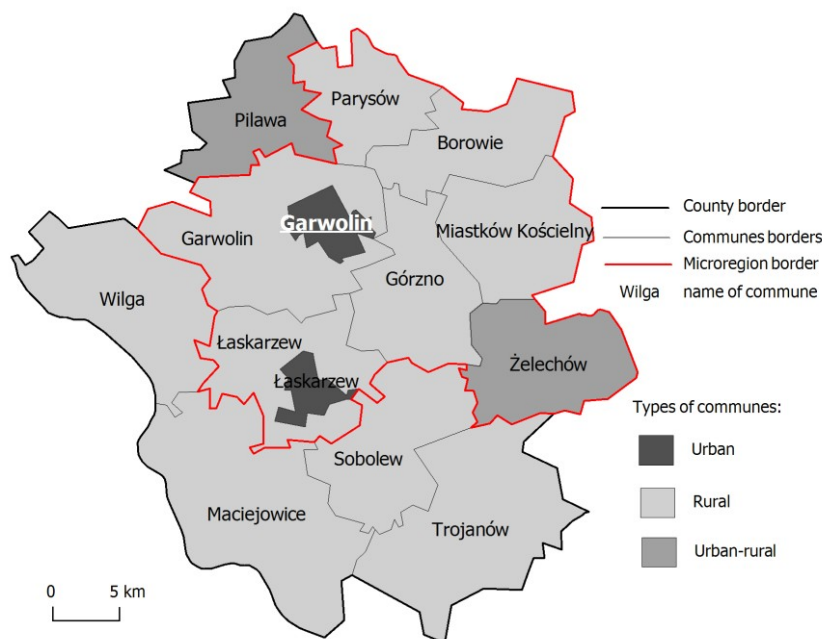 Parysów
Pilawa
Borowie
Garwolin
Garwolin
Miastków Kościelny
Górzno
Wilga
Łaskarzew
Łaskarzew
Żelechów
Sobolew
Maciejowice
Trojanów
0 5 km
County border
Communes borders
Microregion border
Wilga name of commune
Types of communes:
Urban
Rural
Urban-rural